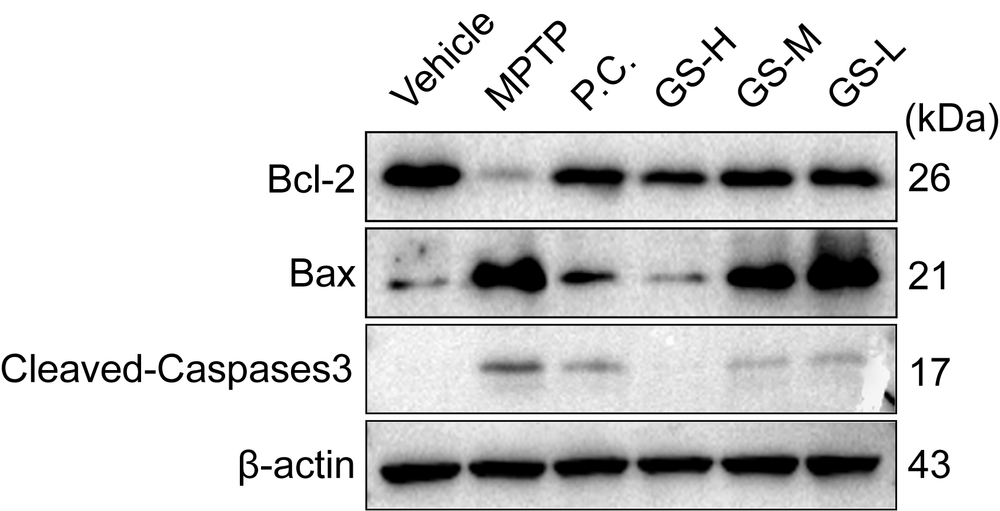 Vehicle
MPTP
P.C.
GS-H
GS-M
GS-L
(kDa)
Bcl-2
26
Bax
21
Cleaved-Caspases3
17
β-actin
43